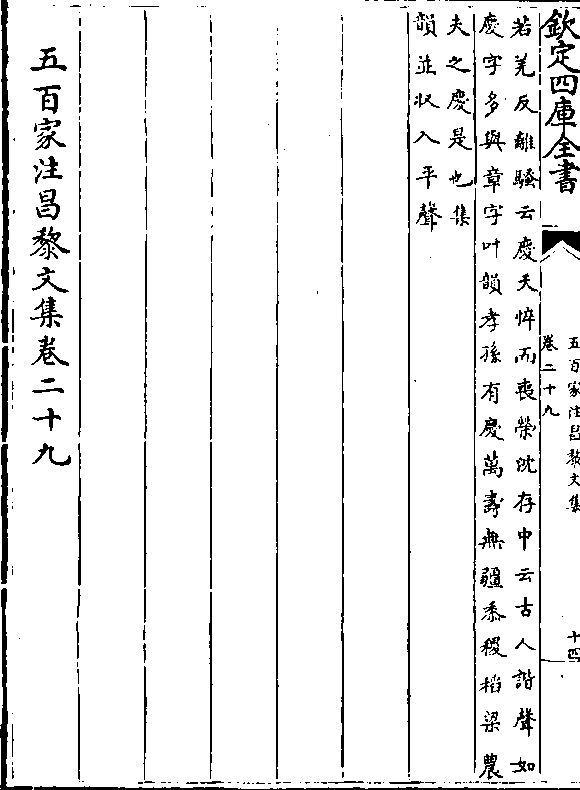 欽定四庫全書
五百家注昌黎文集
卷二十九
十四
若羌反離騷云慶天悴而喪榮沈存中云古人諧聲如
慶字多與章字叶韻孝孫有慶萬壽無疆黍稷稻梁農
夫之慶是也集
韻並收入平聲
五百家注昌黎文集卷二十九